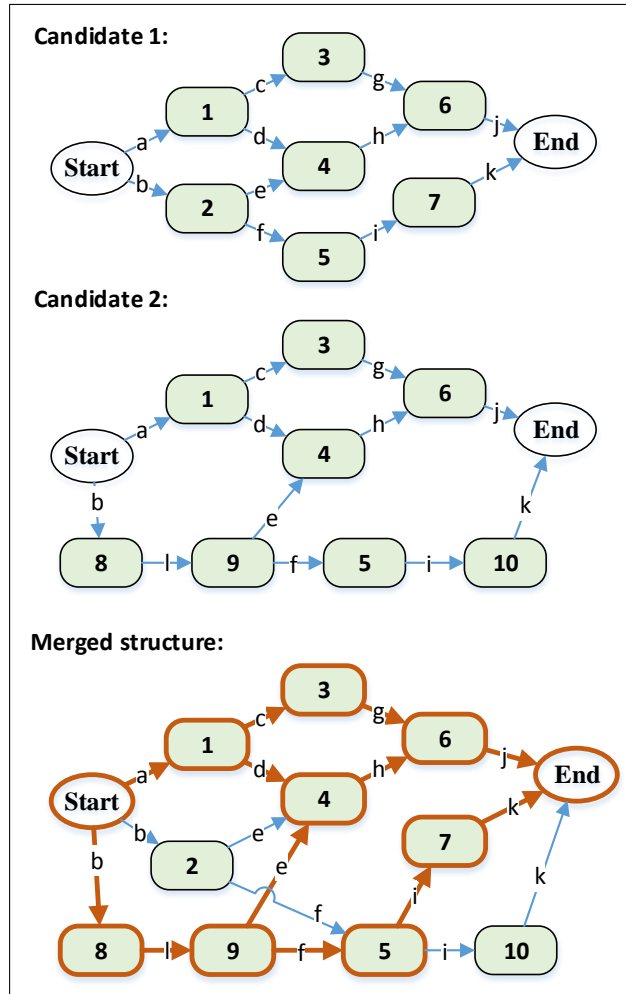 Candidate 1:
3
c
g
1
6
a
d
h
j
Start
4
End
b
e
k
2
7
f
i
5
Candidate 2:
3
c
g
1
6
a
d
h
j
Start
4
End
b
e
k
8
l
9
f
5
i
10
Merged structure:
3
c
g
1
6
a
d
h
j
Start
4
End
b
e
k
2
7
b
e
f
i
k
8
l
9
f
5
i
10